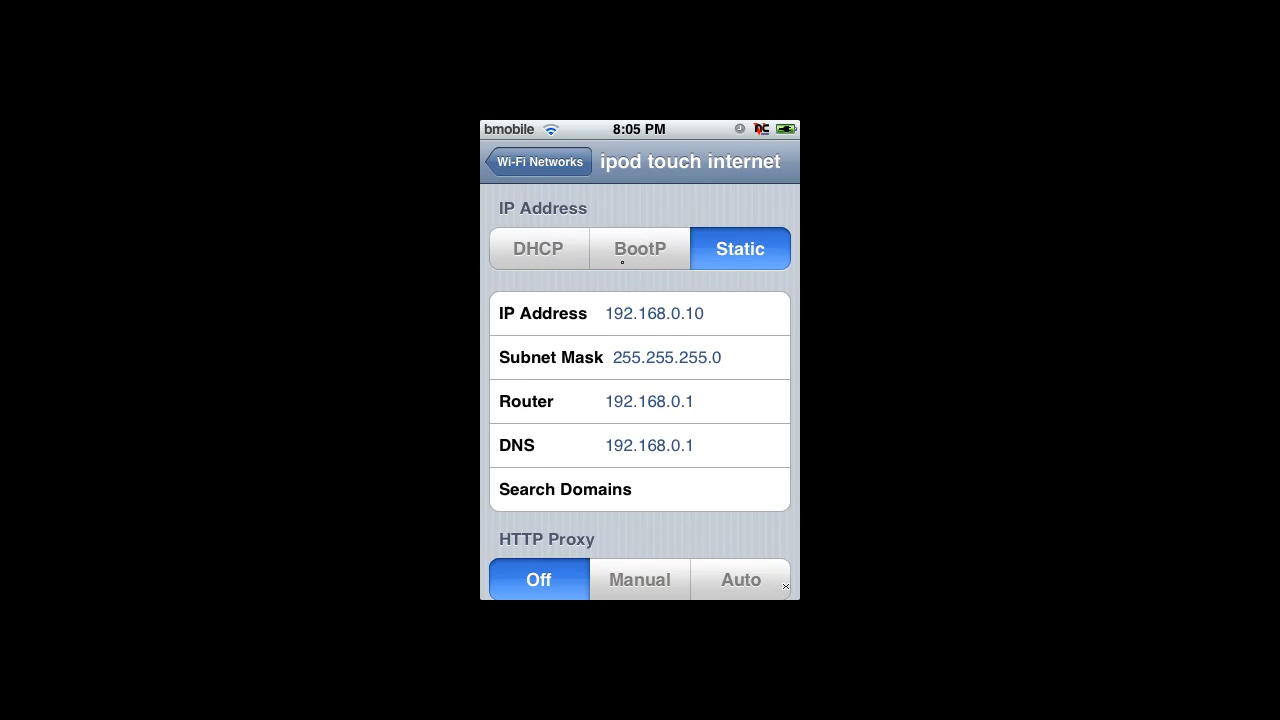 bmobile 8:05 PM
Wi-Fi Networks ipod touch internet
IP Address
DHCP BootP Static
IP Address 192.168.0.10
Subnet Mask 255.255.255.0
Router 192.168.0.1
DNS 192.168.0.1
Search Domains
HTTP Proxy
Off Manual Auto